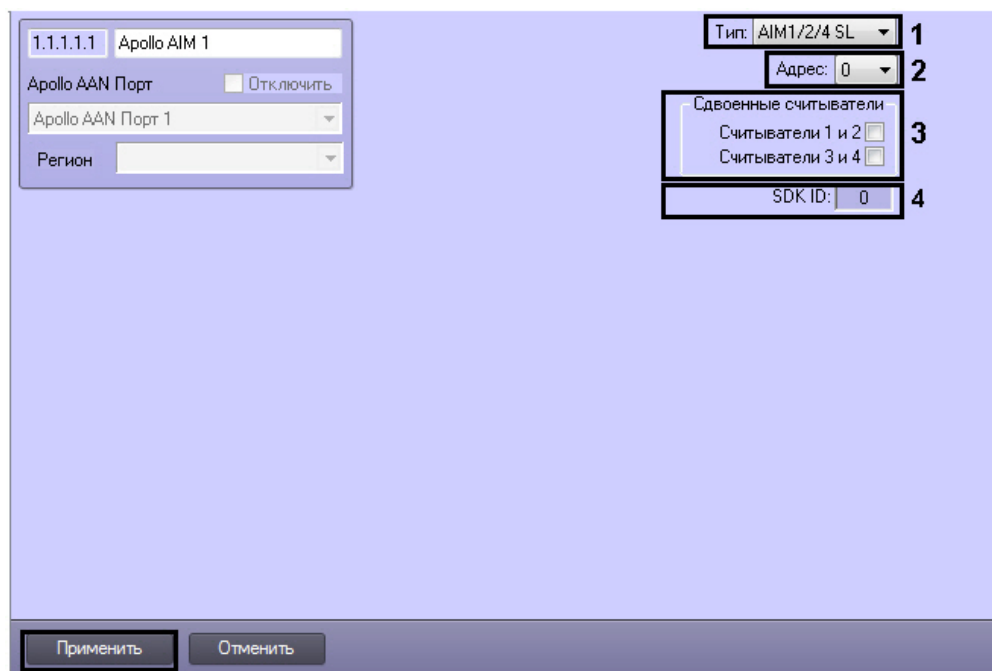 1.1.1.1.1 Apollo AIM 1
Apollo AAN Порт Отключить
Apollo AAN Порт 1
Регион
Тип: AIM1/2/4 SL 1
Адрес: 0 2
Сдвоенные считыватели
Считыватели 1 и 2
Считыватели 3 и 4
3
SDK ID: 0 4
Применить Отменить